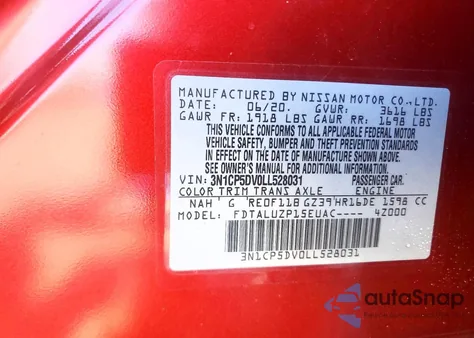 MANUFACTURED BY NISSAN MOTOR CO., LTD.
DATE: 06/20. GVWR: 3616 LBS
GAWR FR: 1918 LBS GAWR RR: 1698 LBS
THIS VEHICLE CONFORMS TO ALL APPLICABLE FEDERAL MOTOR
VEHICLE SAFETY, BUMPER, AND THEFT PREVENTION STANDARDS
IN EFFECT ON THE DATE OF MANUFACTURE SHOWN ABOVE.
SEE OWNER'S MANUAL FOR ADDITIONAL INFORMATION.
VIN: 3N1CP5DV0LL528031 PASSENGER CAR.
COLOR TRIM TRANS AXLE ENGINE
NAH ' G ' RE0F11B GZ39 ' HR16DE 1598 CC
MODEL: FDTALUZP15EUAC---- 4Z000
3N1CP5DV0LL528031
autoSnap